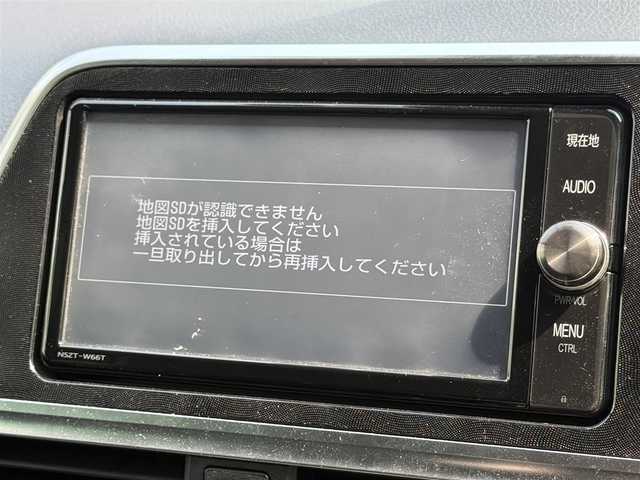 地図SDが認識できません
地図SDを挿入してください
挿入されている場合は
一旦取り出してから再挿入してください
現在地
AUDIO
PWR•VOL
MENU
CTRL
NSZT-W66T